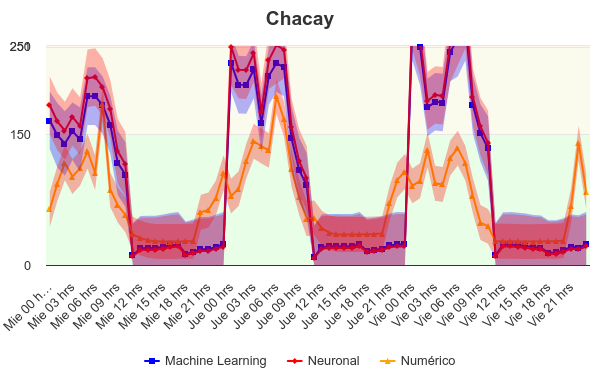 Chacay
250
150
0
Mie 00 h...
Mie 03 hrs
Mie 06 hrs
Mie 09 hrs
Mie 12 hrs
Mie 15 hrs
Mie 18 hrs
Mie 21 hrs
Jue 00 hrs
Jue 03 hrs
Jue 06 hrs
Jue 09 hrs
Jue 12 hrs
Jue 15 hrs
Jue 18 hrs
Jue 21 hrs
Vie 00 hrs
Vie 03 hrs
Vie 06 hrs
Vie 09 hrs
Vie 12 hrs
Vie 15 hrs
Vie 18 hrs
Vie 21 hrs
Machine Learning Neuronal Numérico